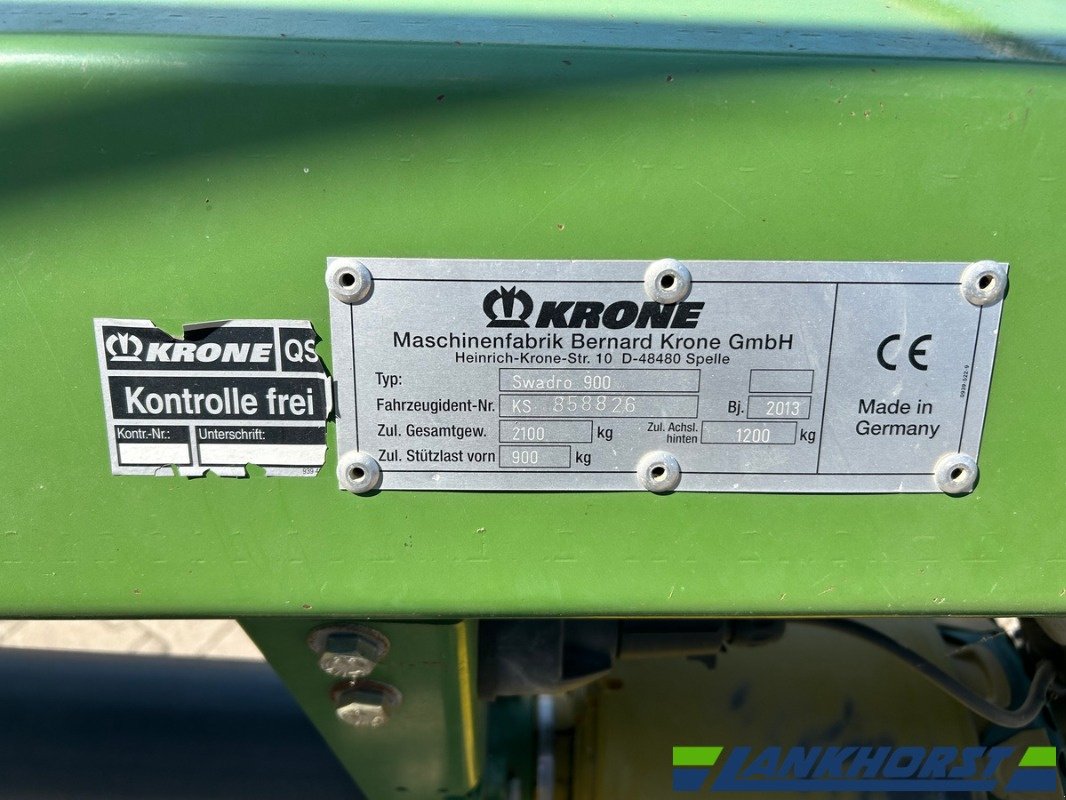 KRONE QS
Kontrolle frei
Kontr.-Nr.: Unterschrift:
KRONE
Maschinenfabrik Bernard Krone GmbH
Heinrich-Krone-Str. 10 D-48480 Spelle
Typ: Swadro 900
Fahrzeugident-Nr. KS 858826 Bj. 2013
Zul. Gesamtgew. 2100 kg Zul. Achsl. hinten 1200 kg
Zul. Stützlast vorn 900 kg
CE
Made in
Germany
LANKHORST